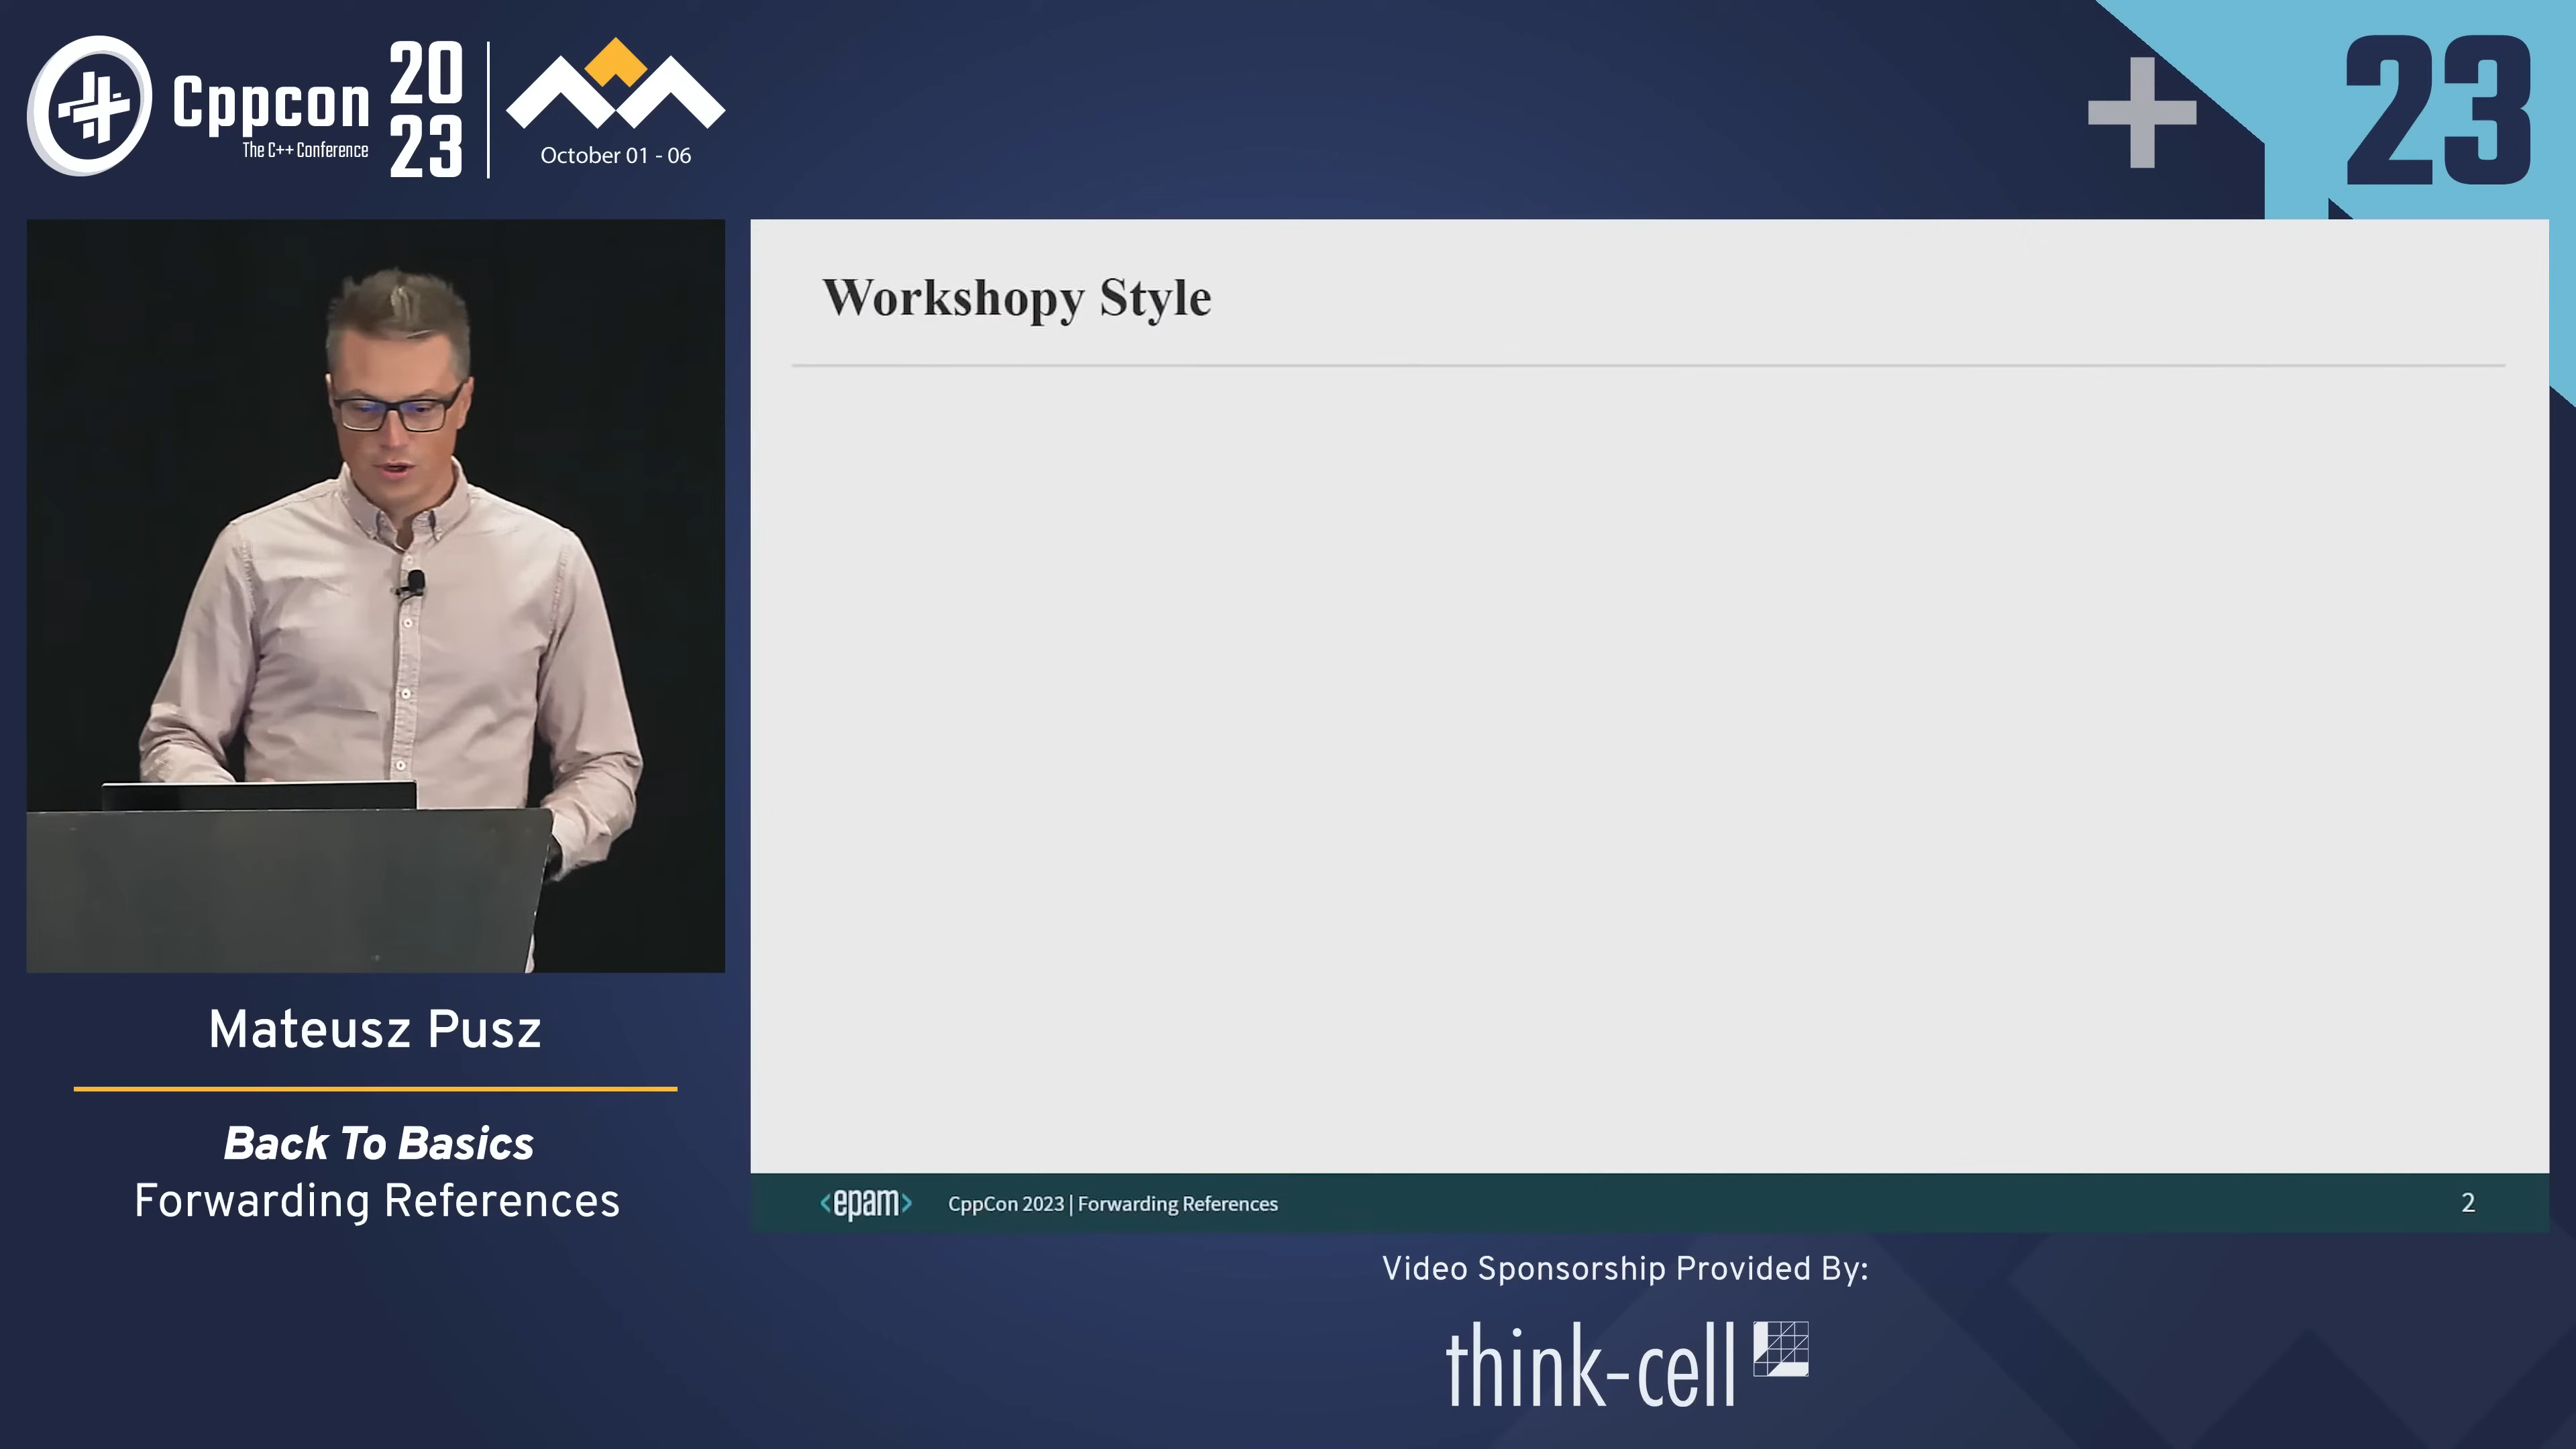 Cppcon
The C++ Conference
20
23
October 01 - 06
23
Workshopy Style
Mateusz Pusz
Back To Basics
Forwarding References
<epam>
CppCon 2023 | Forwarding References
2
Video Sponsorship Provided By:
think-cell